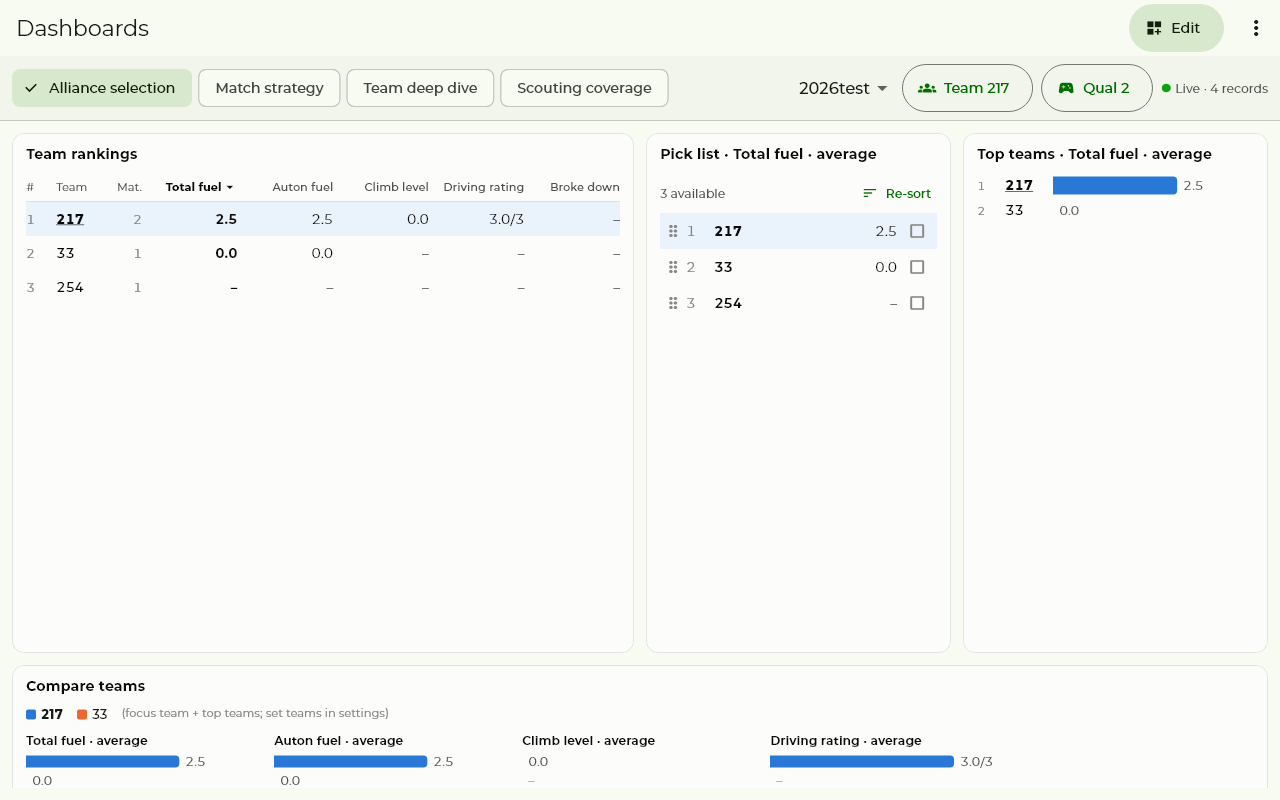 Dashboards
Edit
Alliance selection
Match strategy
Team deep dive
Scouting coverage
2026test
Team 217
Qual 2
Live · 4 records
Team rankings
# Team Mat. Total fuel Auton fuel Climb level Driving rating Broke down
1 217 2 2.5 2.5 0.0 3.0/3 –
2 33 1 0.0 0.0 – – –
3 254 1 – – – – –
Pick list · Total fuel · average
3 available Re-sort
1 217 2.5
2 33 0.0
3 254 –
Top teams · Total fuel · average
1 217 2.5
2 33 0.0
Compare teams
217 33 (focus team + top teams; set teams in settings)
Total fuel · average
2.5
0.0
Auton fuel · average
2.5
0.0
Climb level · average
0.0
–
Driving rating · average
3.0/3
–